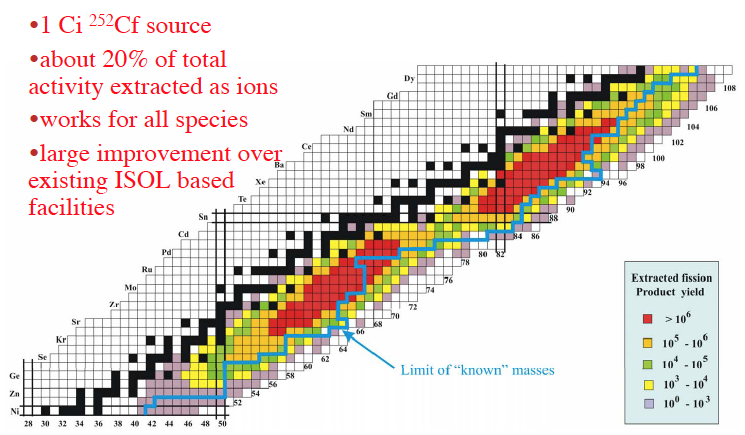 •1 Ci 252Cf source
•about 20% of total
activity extracted as ions
•works for all species
•large improvement over
existing ISOL based
facilities
Dy
Gd
Sm
Nd
Ce
Ba
Xe
Te
Sn
Cd
Pd
Ru
Mo
Zr
Sr
Kr
Se
Ge
Zn
Ni
28 30 32 34 36 38 40 42 44 46 48 50
52 54 56 58 60 62 64 66 68 70 72 74 76 78 80 82 84 86 88 90 92 94 96 98 100 102 104 106 108
Limit of “known” masses
Extracted fission
Product yield
> 10⁶
10⁵ - 10⁶
10⁴ - 10⁵
10³ - 10⁴
10⁰ - 10³